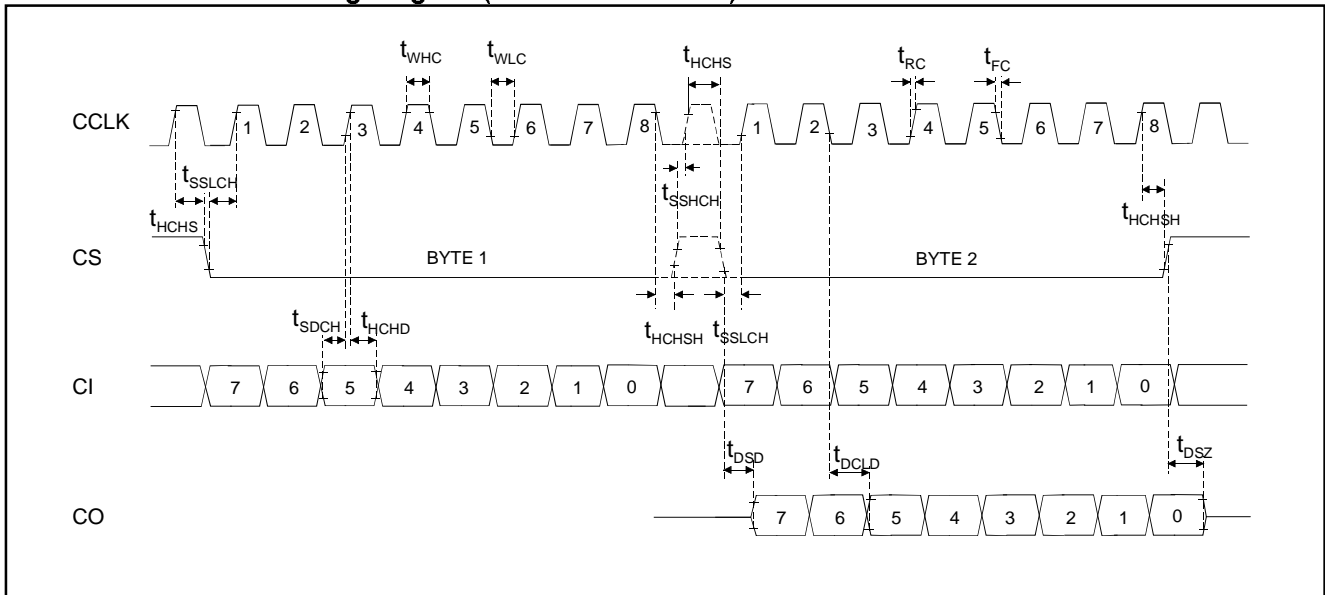 tWHC tWLC tHCHS tRC tFC
CCLK 1 2 3 4 5 6 7 8 1 2 3 4 5 6 7 8
tSSLCH tSSHCH
tHCHS tHCHSH
CS BYTE 1 BYTE 2
tSDCH tHCHD tHCHSH tSSLCH
CI 7 6 5 4 3 2 1 0 7 6 5 4 3 2 1 0
tDSD tDCLD tDSZ
CO 7 6 5 4 3 2 1 0